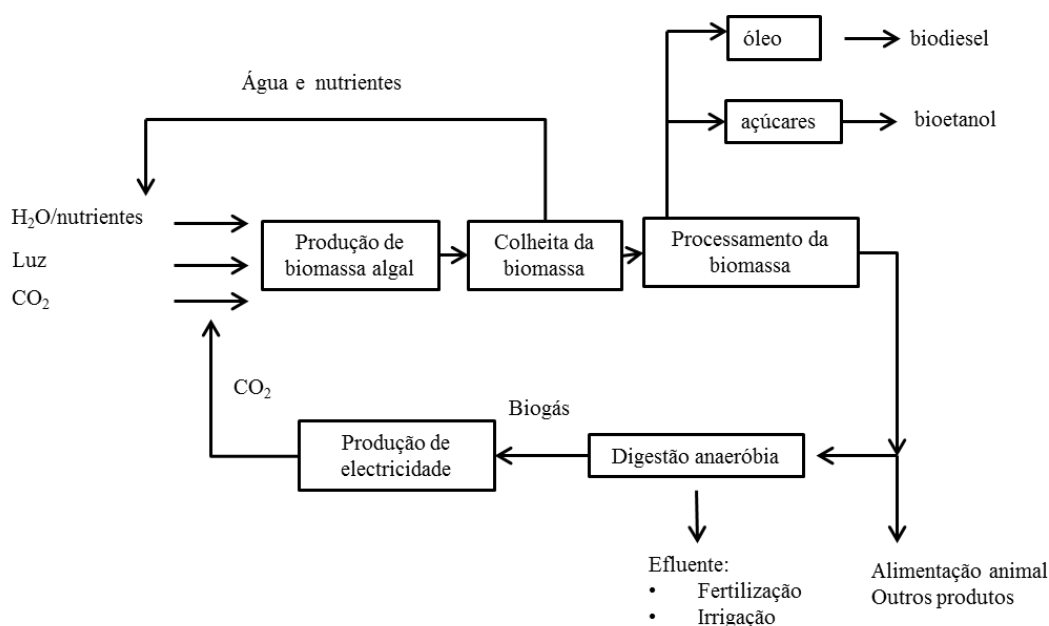 óleo
biodiesel
Água e nutrientes
açúcares
bioetanol
H₂O/nutrientes
Luz
CO₂
Produção de
biomassa algal
Colheita da
biomassa
Processamento da
biomassa
CO₂
Biogás
Produção de
electricidade
Digestão anaeróbia
Efluente:
• Fertilização
• Irrigação
Alimentação animal
Outros produtos